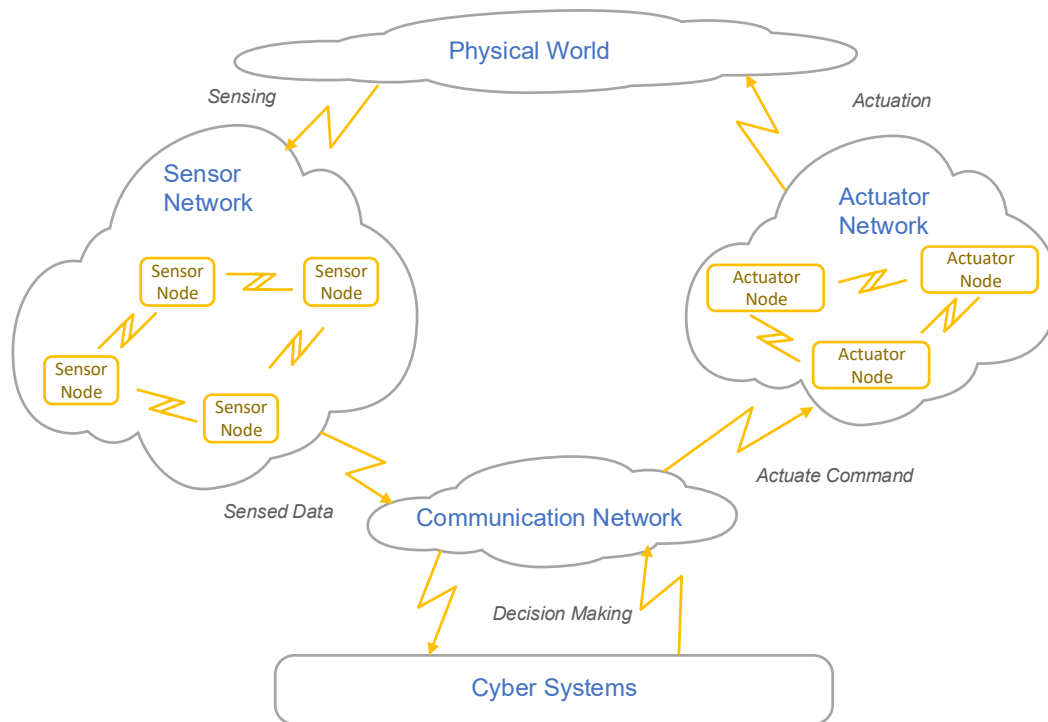 Physical World
Sensing
Actuation
Sensor
Network
Actuator
Network
Sensor
Node
Sensor
Node
Sensor
Node
Sensor
Node
Actuator
Node
Actuator
Node
Actuator
Node
Sensed Data
Actuate Command
Communication Network
Decision Making
Cyber Systems